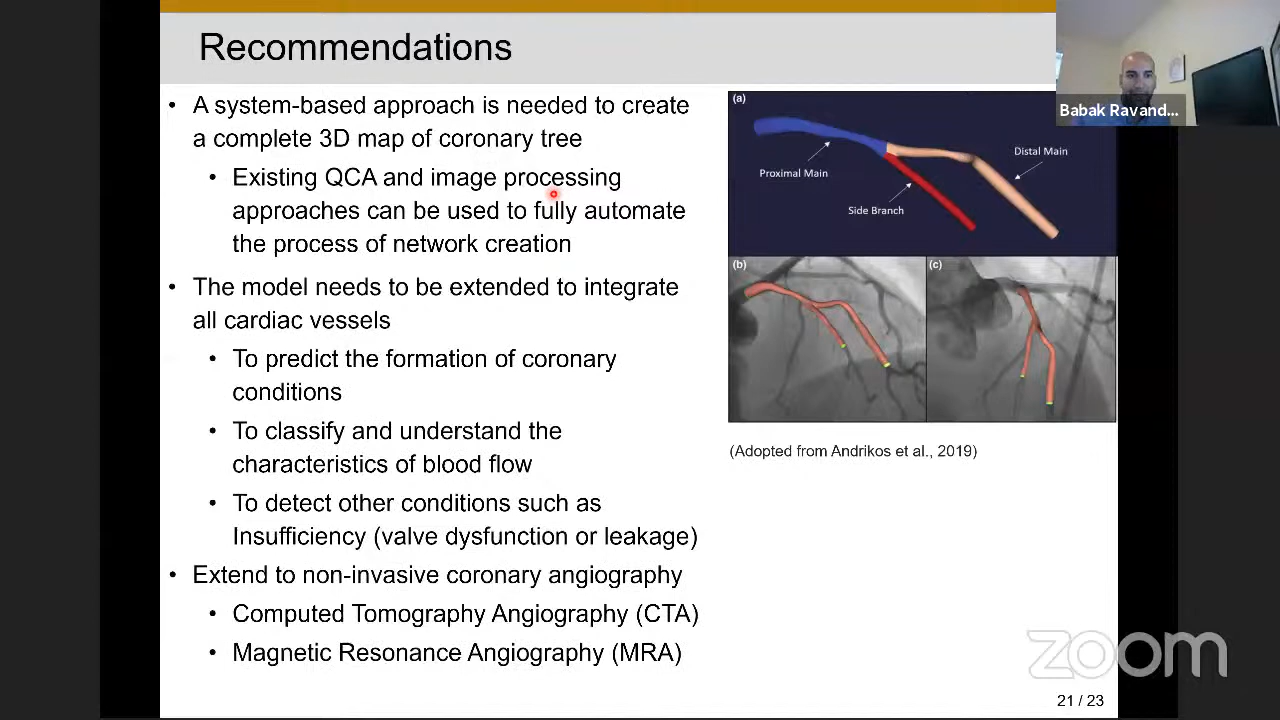 Recommendations
• A system-based approach is needed to create
a complete 3D map of coronary tree
• Existing QCA and image processing
approaches can be used to fully automate
the process of network creation
• The model needs to be extended to integrate
all cardiac vessels
• To predict the formation of coronary
conditions
• To classify and understand the
characteristics of blood flow
• To detect other conditions such as
Insufficiency (valve dysfunction or leakage)
• Extend to non-invasive coronary angiography
• Computed Tomography Angiography (CTA)
• Magnetic Resonance Angiography (MRA)
(a)
Proximal Main
Side Branch
Distal Main
(b)
(c)
(Adopted from Andrikos et al., 2019)
Babak Ravand...
zoom
21 / 23